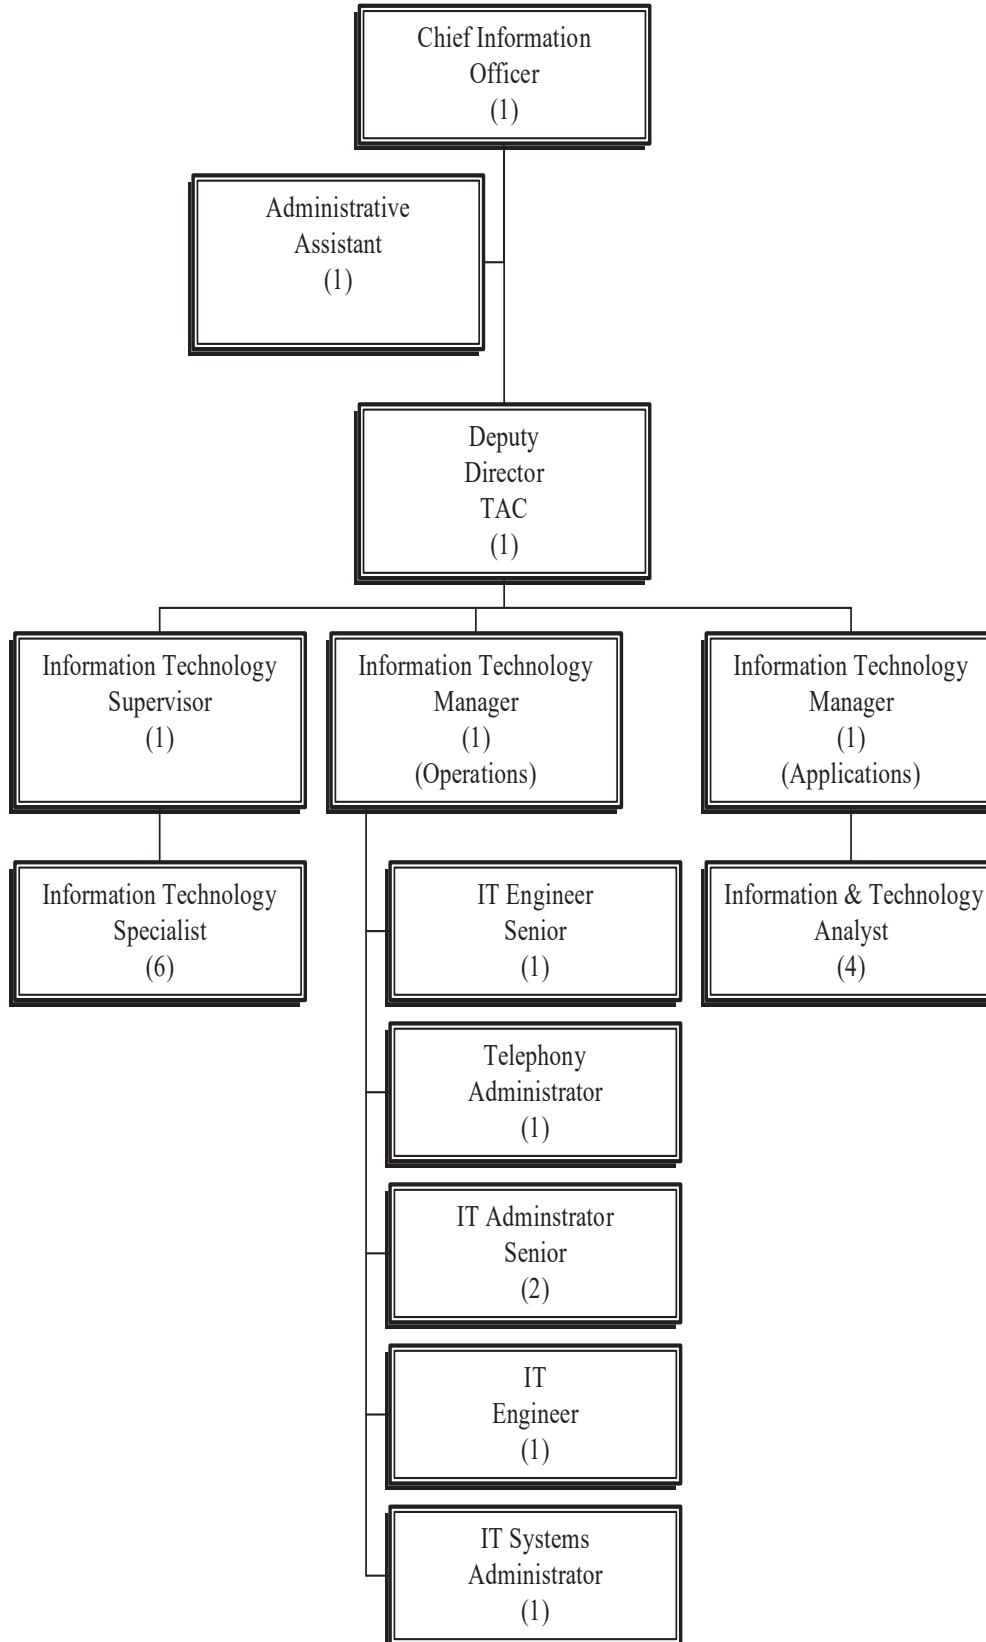 Chief Information
Officer
(1)
Administrative
Assistant
(1)
Deputy
Director
TAC
(1)
Information Technology
Supervisor
(1)
Information Technology
Manager
(1)
(Operations)
Information Technology
Manager
(1)
(Applications)
Information Technology
Specialist
(6)
IT Engineer
Senior
(1)
Telephony
Administrator
(1)
IT Adminstrator
Senior
(2)
IT
Engineer
(1)
IT Systems
Administrator
(1)
Information & Technology
Analyst
(4)